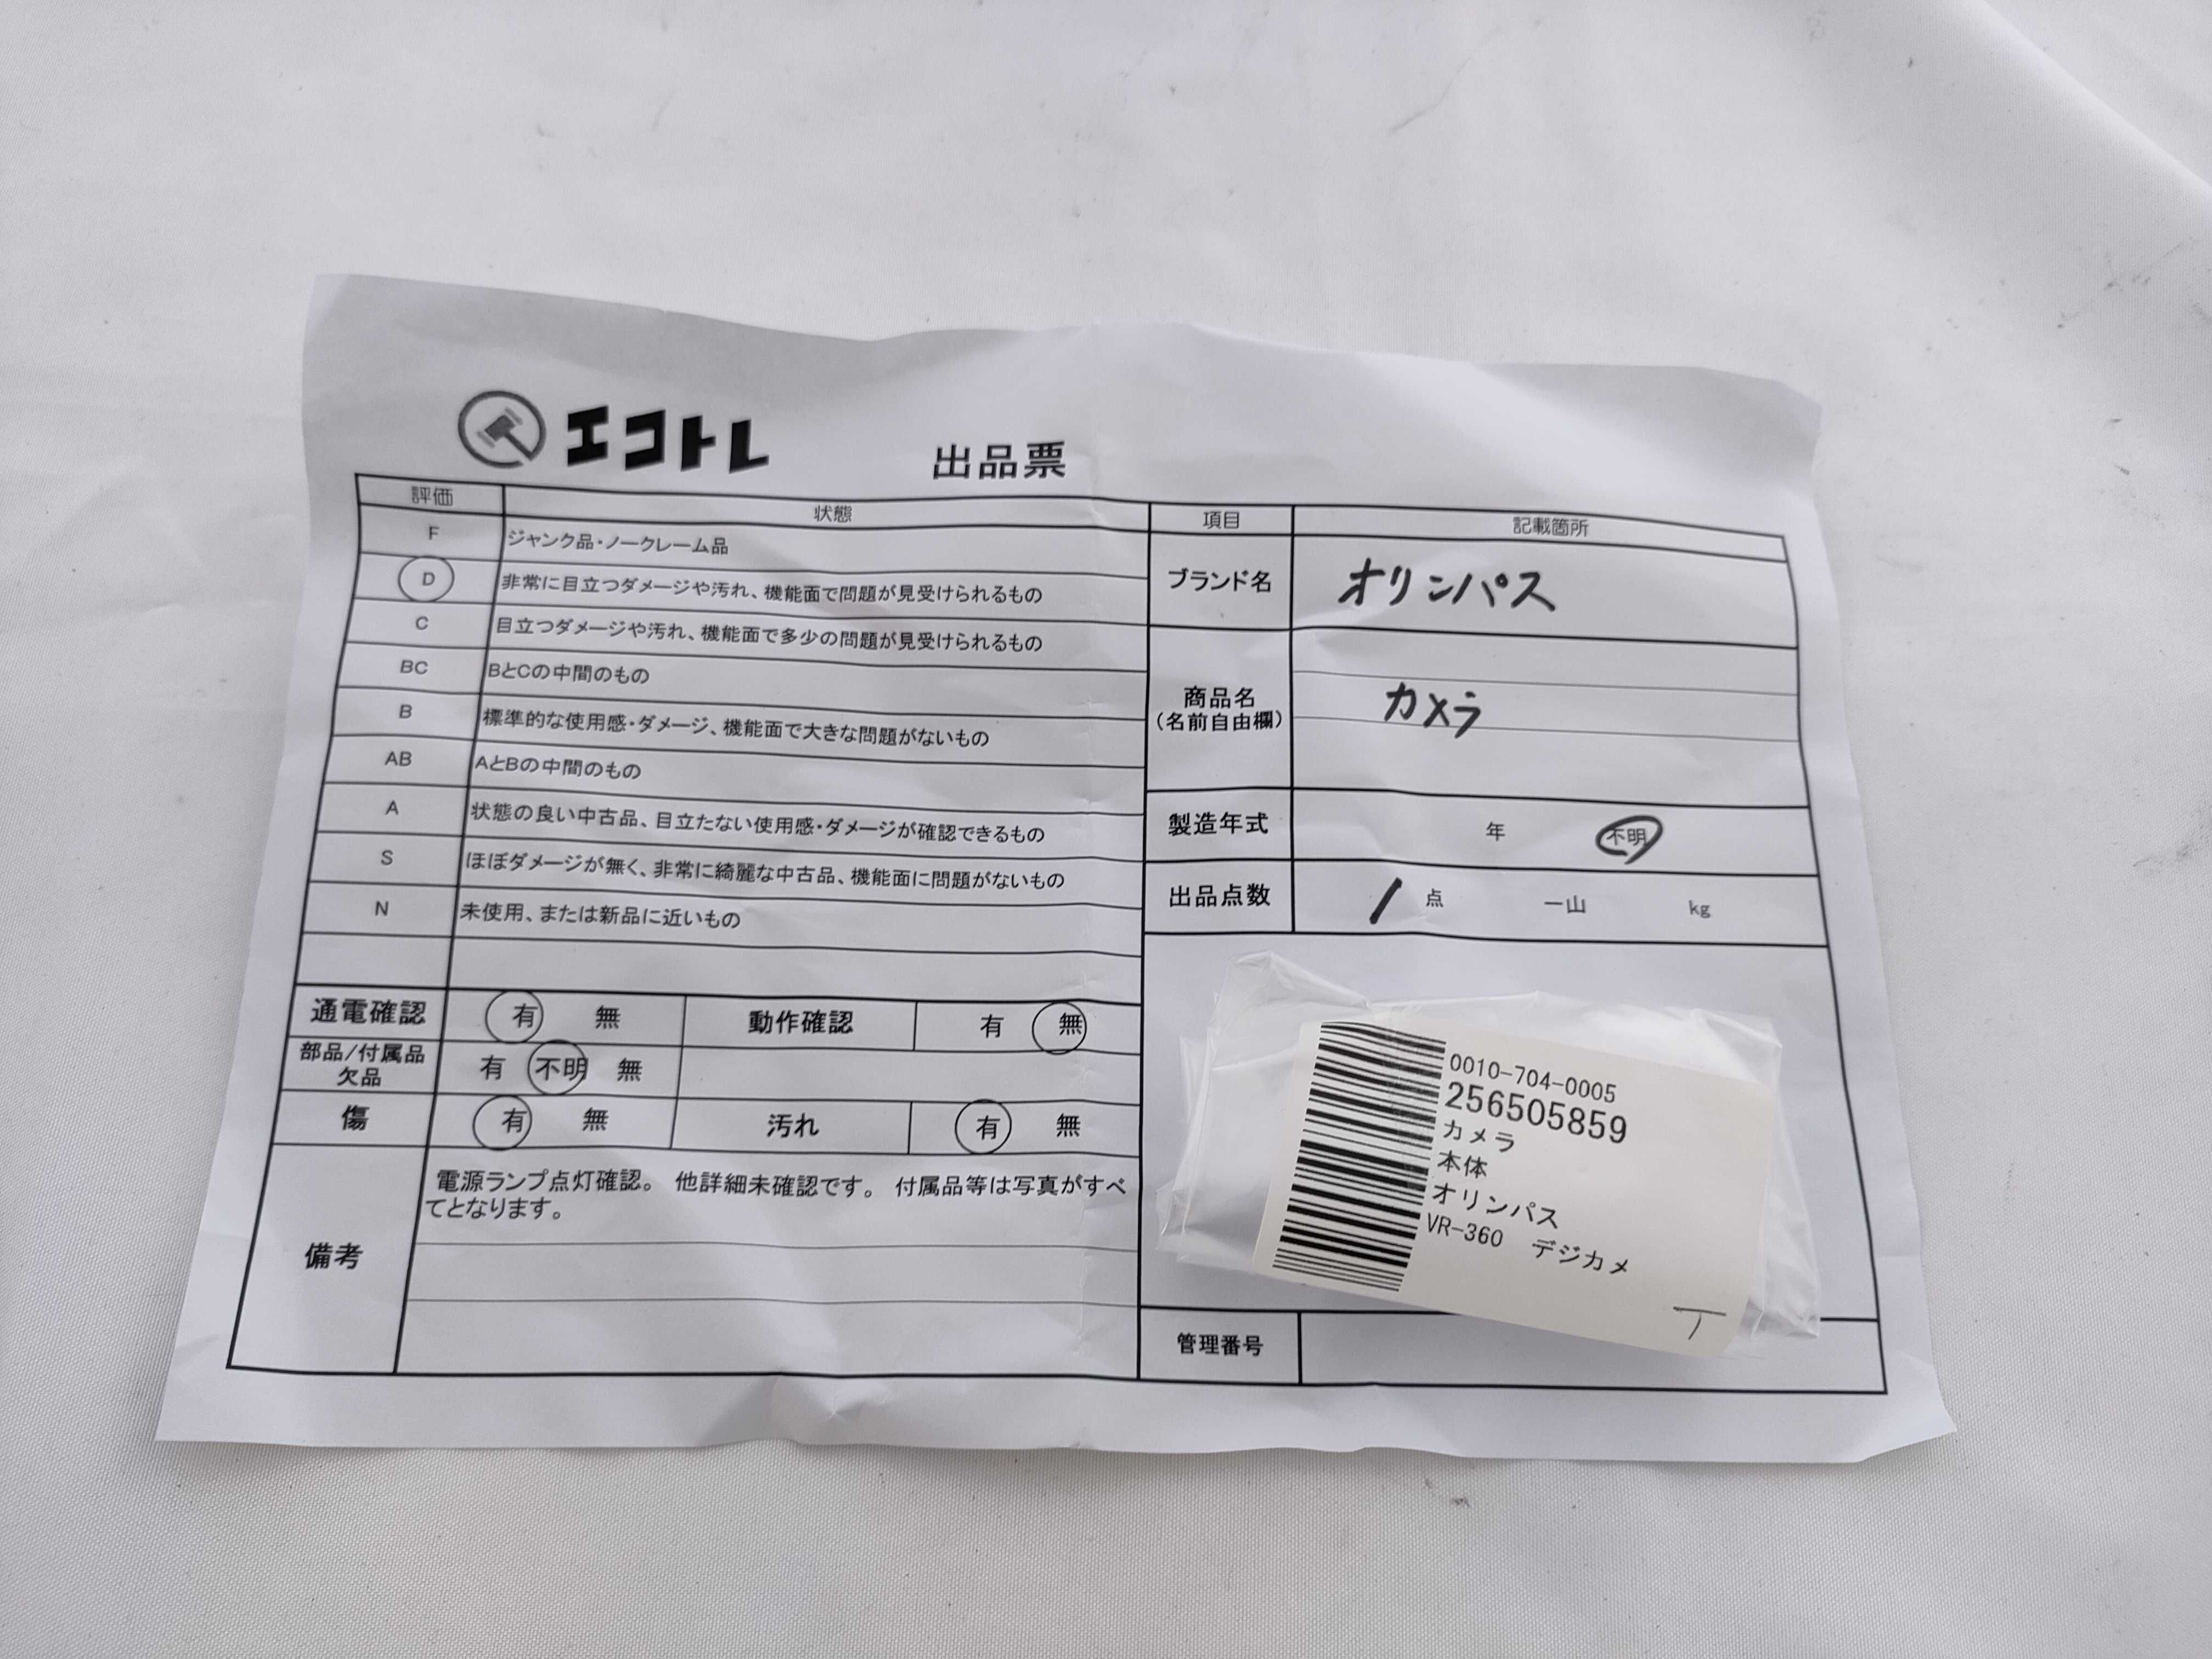 エコトレ
出品票
評価 状態
F ジャンク品・ノークレーム品
D 非常に目立つダメージや汚れ、機能面で問題が見受けられるもの
C 目立つダメージや汚れ、機能面で多少の問題が見受けられるもの
BC BとCの中間のもの
B 標準的な使用感・ダメージ、機能面で大きな問題がないもの
AB AとBの中間のもの
A 状態の良い中古品、目立たない使用感・ダメージが確認できるもの
S ほぼダメージが無く、非常に綺麗な中古品、機能面に問題がないもの
N 未使用、または新品に近いもの
通電確認 有 無 動作確認 有 無
部品/付属品
欠品
有 不明 無
傷 有 無 汚れ 有 無
備考
電源ランプ点灯確認。 他詳細未確認です。 付属品等は写真がすべ
てとなります。
項目 記載箇所
ブランド名 オリンパス
商品名
(名前自由欄)
カメラ
製造年式 年 不明
出品点数 1 点 一山 kg
0010-704-0005
256505859
カメラ
本体
オリンパス
VR-360 デジカメ
管理番号